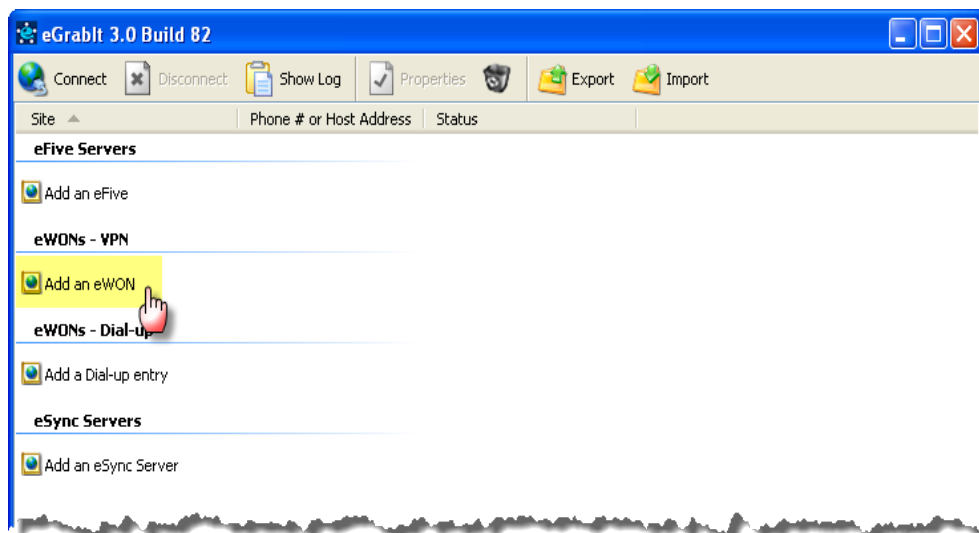 eGrabIt 3.0 Build 82
Connect Disconnect Show Log Properties Export Import
Site Phone # or Host Address Status
eFive Servers
Add an eFive
eWONs - VPN
Add an eWON
eWONs - Dial-up
Add a Dial-up entry
eSync Servers
Add an eSync Server